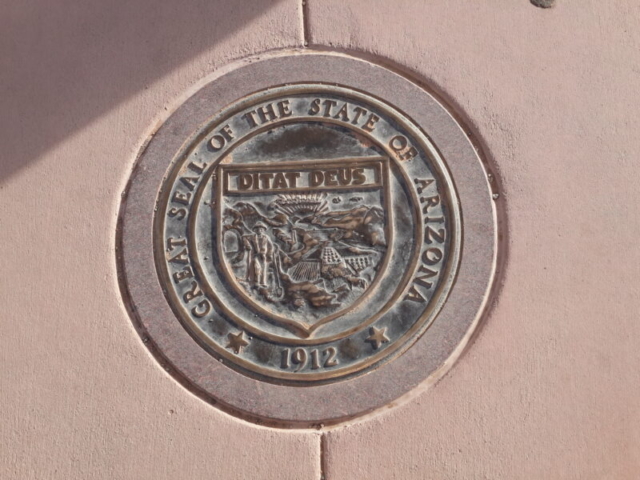 GREAT SEAL OF THE STATE OF ARIZONA
DITAT DEUS
1912